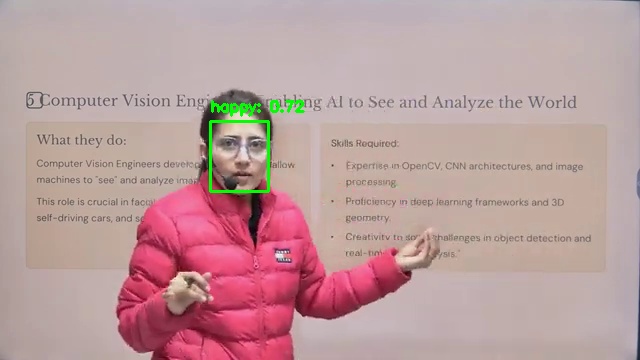 happy: 0.72
5 Computer Vision Engi Enabling AI to See and Analyze the World
What they do:
Computer Vision Engineers develop allow
machines to "see" and analyze ima
This role is crucial in
self-driving cars, and
Skills Required:
• Expertise in OpenCV, CNN architectures, and image
processing.
• Proficiency in deep learning frameworks and 3D
geometry.
• Creativity to challenges in object detection and
TOMMY
JEANS